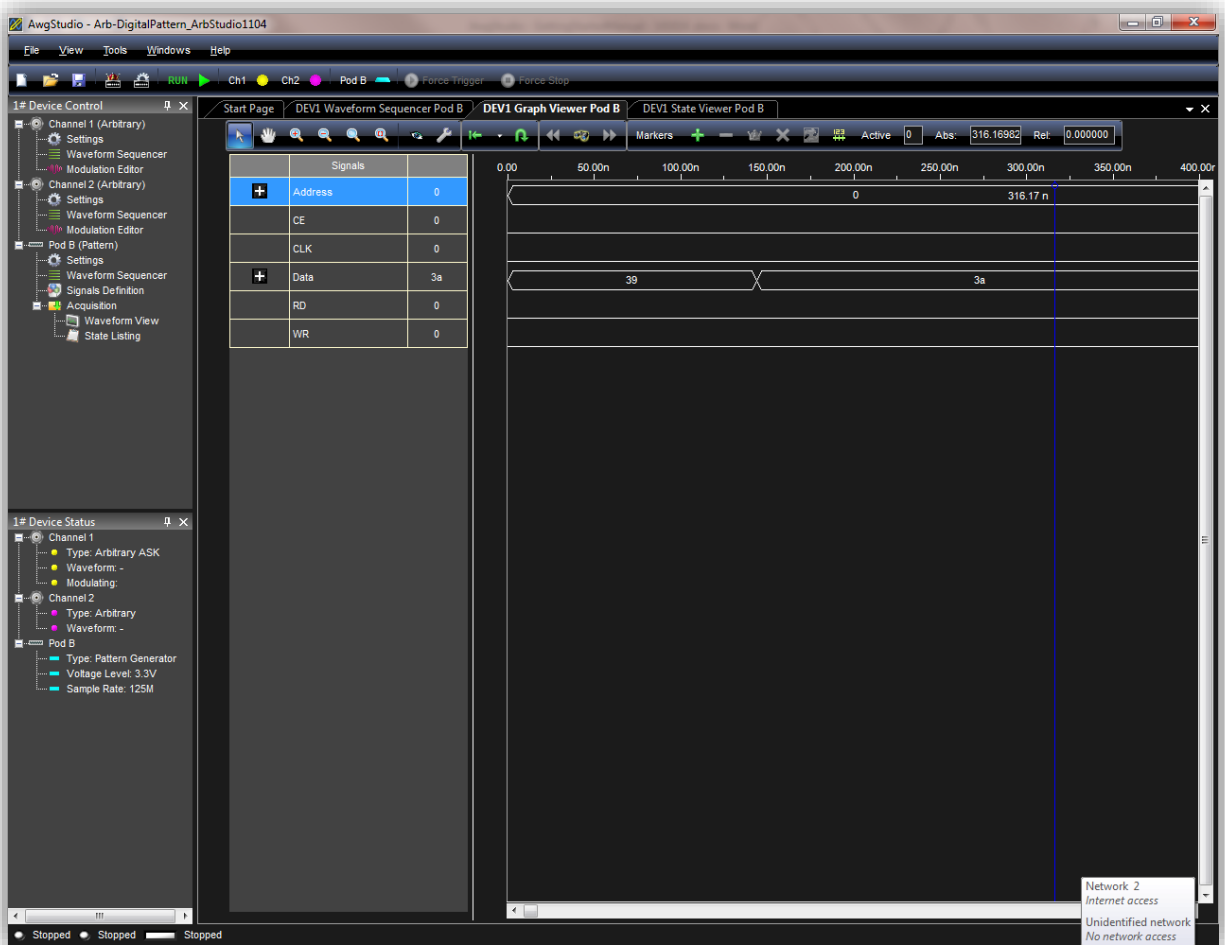 AwgStudio - Arb-DigitalPattern_ArbStudio1104
File View Tools Windows Help
RUN Ch1 Ch2 Pod B Force Trigger Force Stop
1# Device Control
Channel 1 (Arbitrary)
Settings
Waveform Sequencer
Modulation Editor
Channel 2 (Arbitrary)
Settings
Waveform Sequencer
Modulation Editor
Pod B (Pattern)
Settings
Waveform Sequencer
Signals Definition
Acquisition
Waveform View
State Listing
1# Device Status
Channel 1
Type: Arbitrary ASK
Waveform: -
Modulating:
Channel 2
Type: Arbitrary
Waveform: -
Pod B
Type: Pattern Generator
Voltage Level: 3.3V
Sample Rate: 125M
Start Page DEV1 Waveform Sequencer Pod B DEV1 Graph Viewer Pod B DEV1 State Viewer Pod B
Markers Active 0 Abs: 316.16982 Rel: 0.000000
Signals
0.00 50.00n 100.00n 150.00n 200.00n 250.00n 300.00n 350.00n 400.00n
Address 0 0 316.17 n
CE 0
CLK 0
Data 3a 39 3a
RD 0
WR 0
Network 2
Internet access
Unidentified network
No network access
Stopped Stopped Stopped